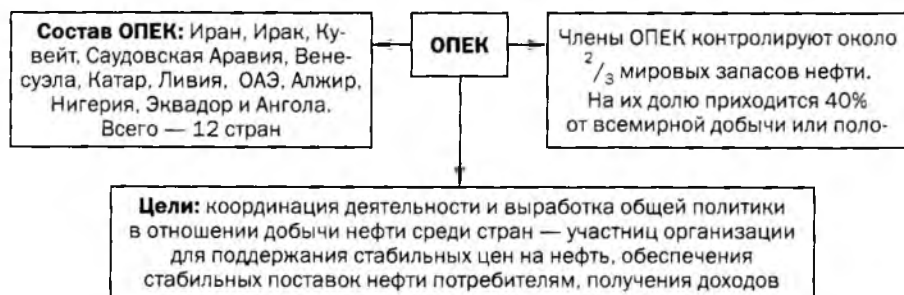 Состав ОПЕК: Иран, Ирак, Ку-
вейт, Саудовская Аравия, Вене-
суэла, Катар, Ливия, ОАЭ, Алжир,
Нигерия, Эквадор и Ангола.
Всего — 12 стран
ОПЕК
Члены ОПЕК контролируют около
2/3 мировых запасов нефти.
На их долю приходится 40%
от всемирной добычи или поло-
Цели: координация деятельности и выработка общей политики
в отношении добычи нефти среди стран — участниц организации
для поддержания стабильных цен на нефть, обеспечения
стабильных поставок нефти потребителям, получения доходов